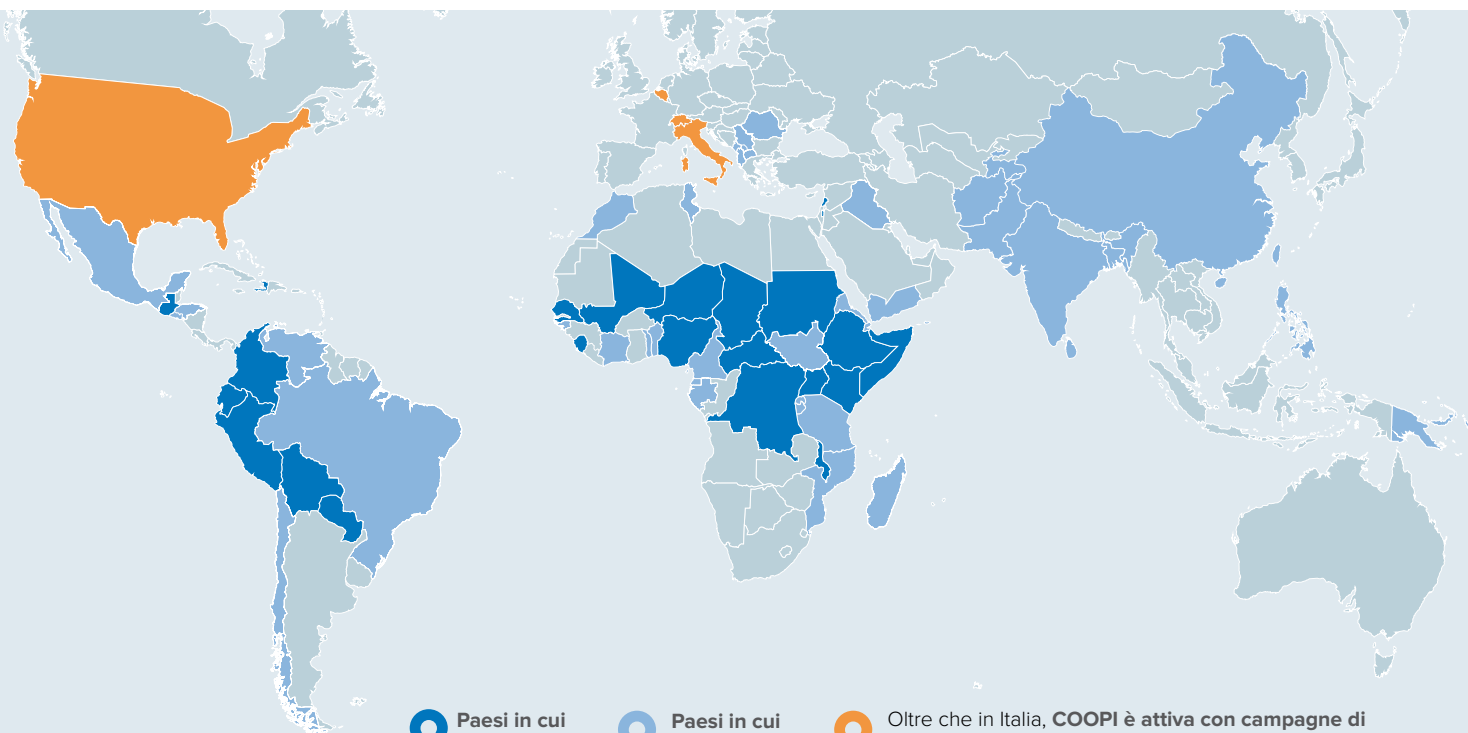 Paesi in cui
Paesi in cui
Oltre che in Italia, COOPI è attiva con campagne di